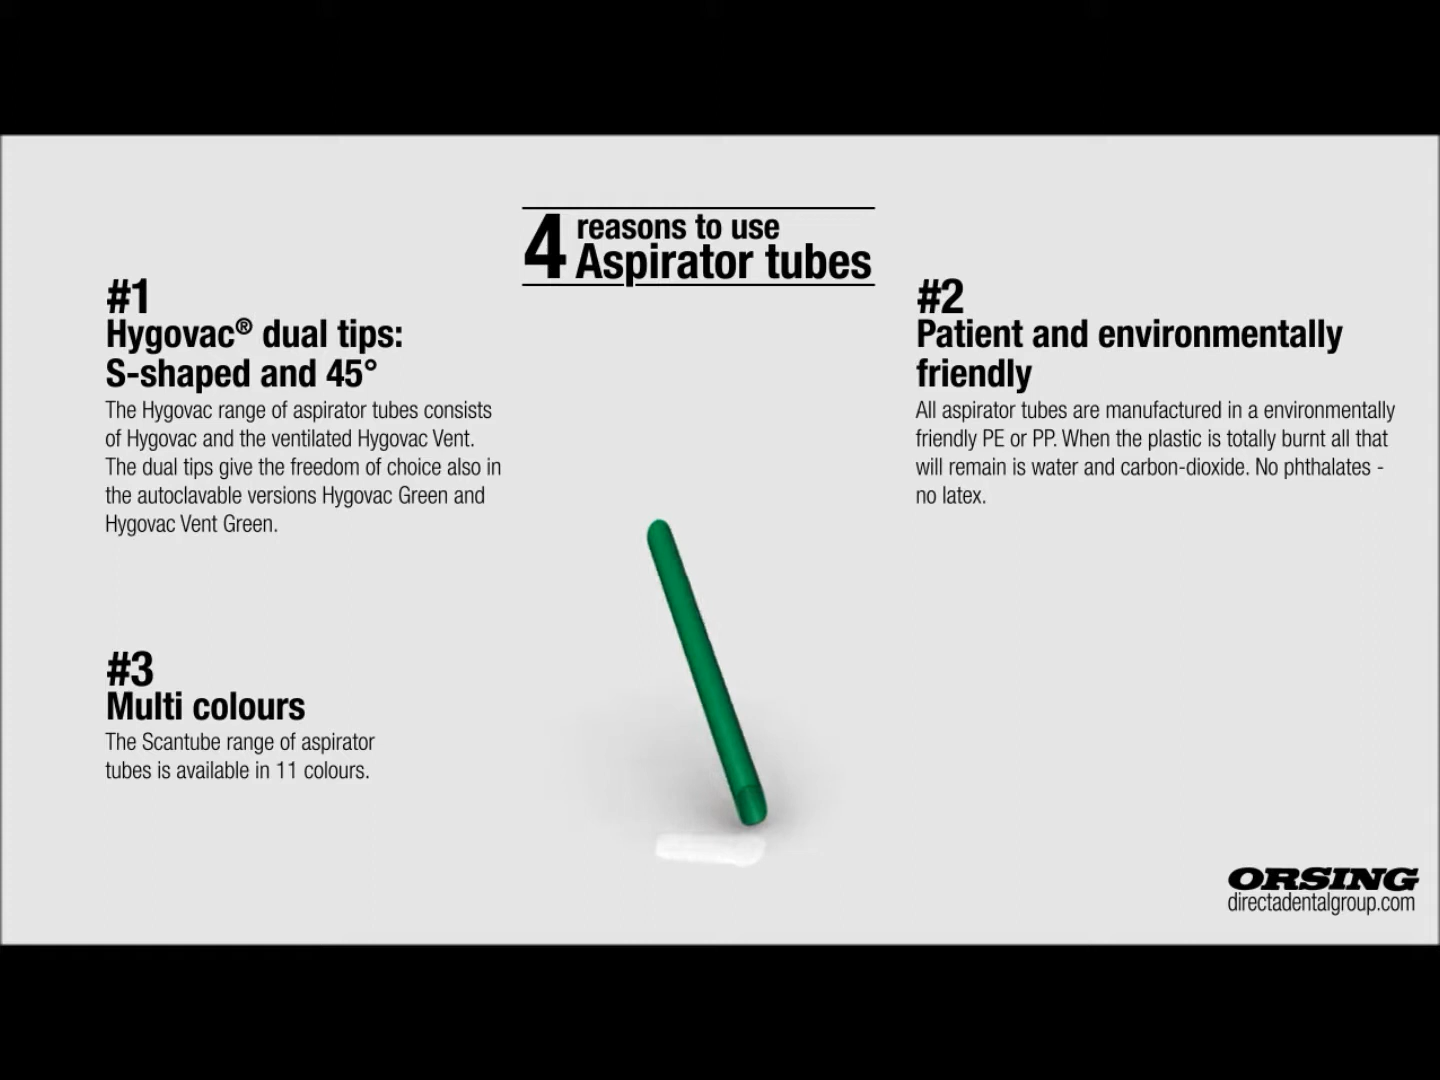 4 reasons to use
Aspirator tubes
#1
Hygovac® dual tips:
S-shaped and 45°
The Hygovac range of aspirator tubes consists
of Hygovac and the ventilated Hygovac Vent.
The dual tips give the freedom of choice also in
the autoclavable versions Hygovac Green and
Hygovac Vent Green.
#2
Patient and environmentally
friendly
All aspirator tubes are manufactured in a environmentally
friendly PE or PP. When the plastic is totally burnt all that
will remain is water and carbon-dioxide. No phthalates -
no latex.
#3
Multi colours
The Scantube range of aspirator
tubes is available in 11 colours.
ORSING
directadentalgroup.com